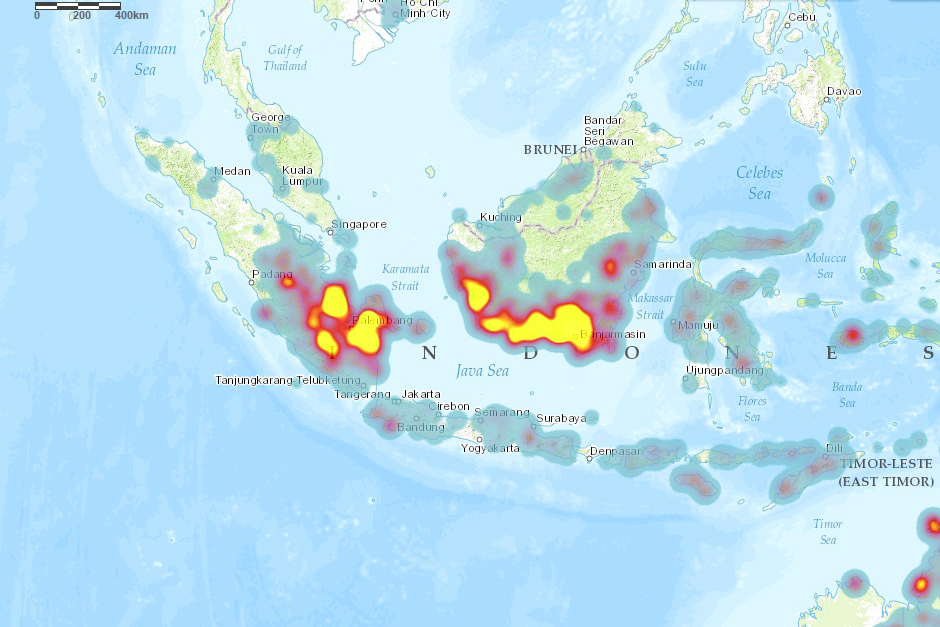 0 200 400km
Ho Chi
Minh City
Cebu
Andaman
Sea
Gulf of
Thailand
Sulu
Sea
Davao
George
Town
Bandar
Seri
Begawan
BRUNEI
Medan
Kuala
Lumpur
Celebes
Sea
Kuching
Singapore
Molucca
Sea
Samarinda
Karamata
Strait
Padang
Makassar
Strait
Palembang
Mamuju
Banjarmasin
I N D O N E S
Java Sea
Ujungpandang
Tanjungkarang-Telubketung
Tangerang
Jakarta
Cirebon
Semarang
Surabaya
Bandung
Yogyakarta
Flores
Sea
Banda
Sea
Denpasar
Dili
TIMOR-LESTE
(EAST TIMOR)
Timor
Sea